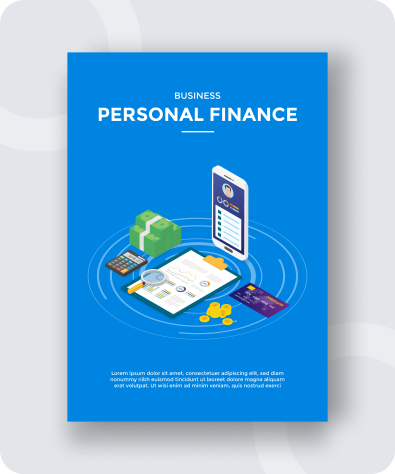 BUSINESS
PERSONAL FINANCE
Lorem ipsum dolor sit amet, consectetuer adipiscing elit, sed diam
nonummy nibh euismod tincidunt ut laoreet dolore magna aliquam
erat volutpat. Ut wisi enim ad minim veniam, quis nostrud exerci